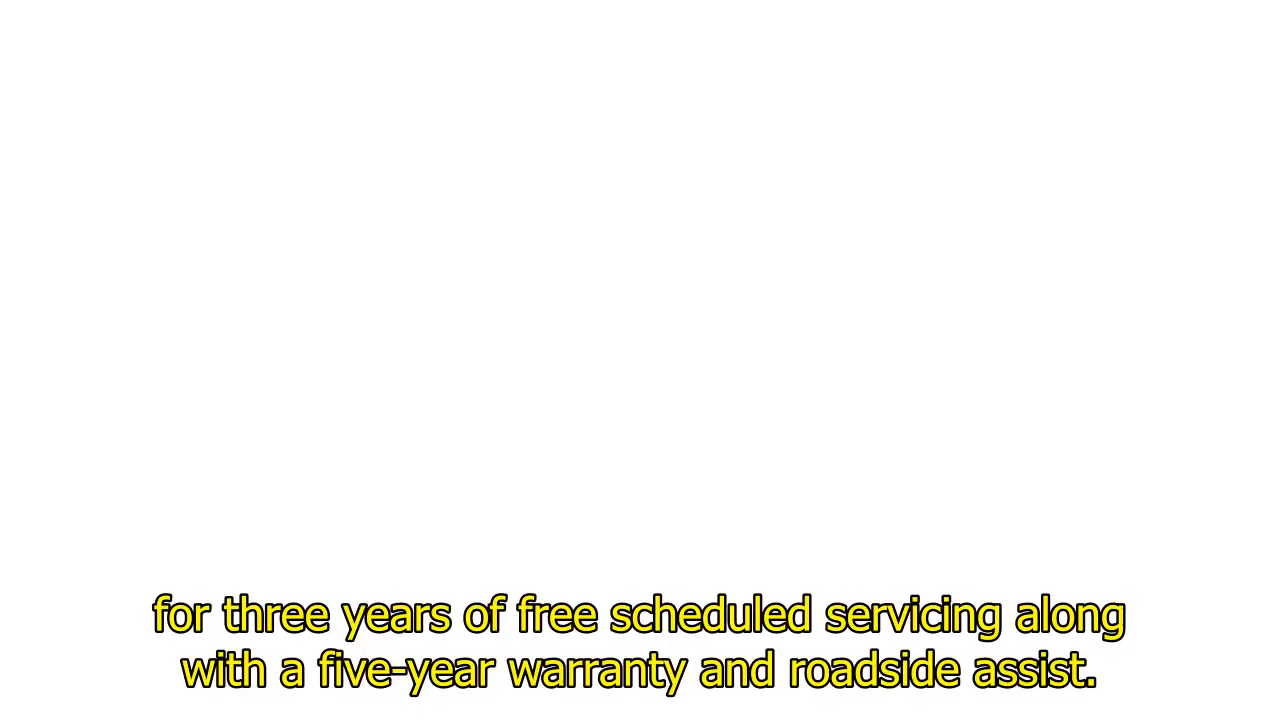 for three years of free scheduled servicing along
with a five-year warranty and roadside assist.